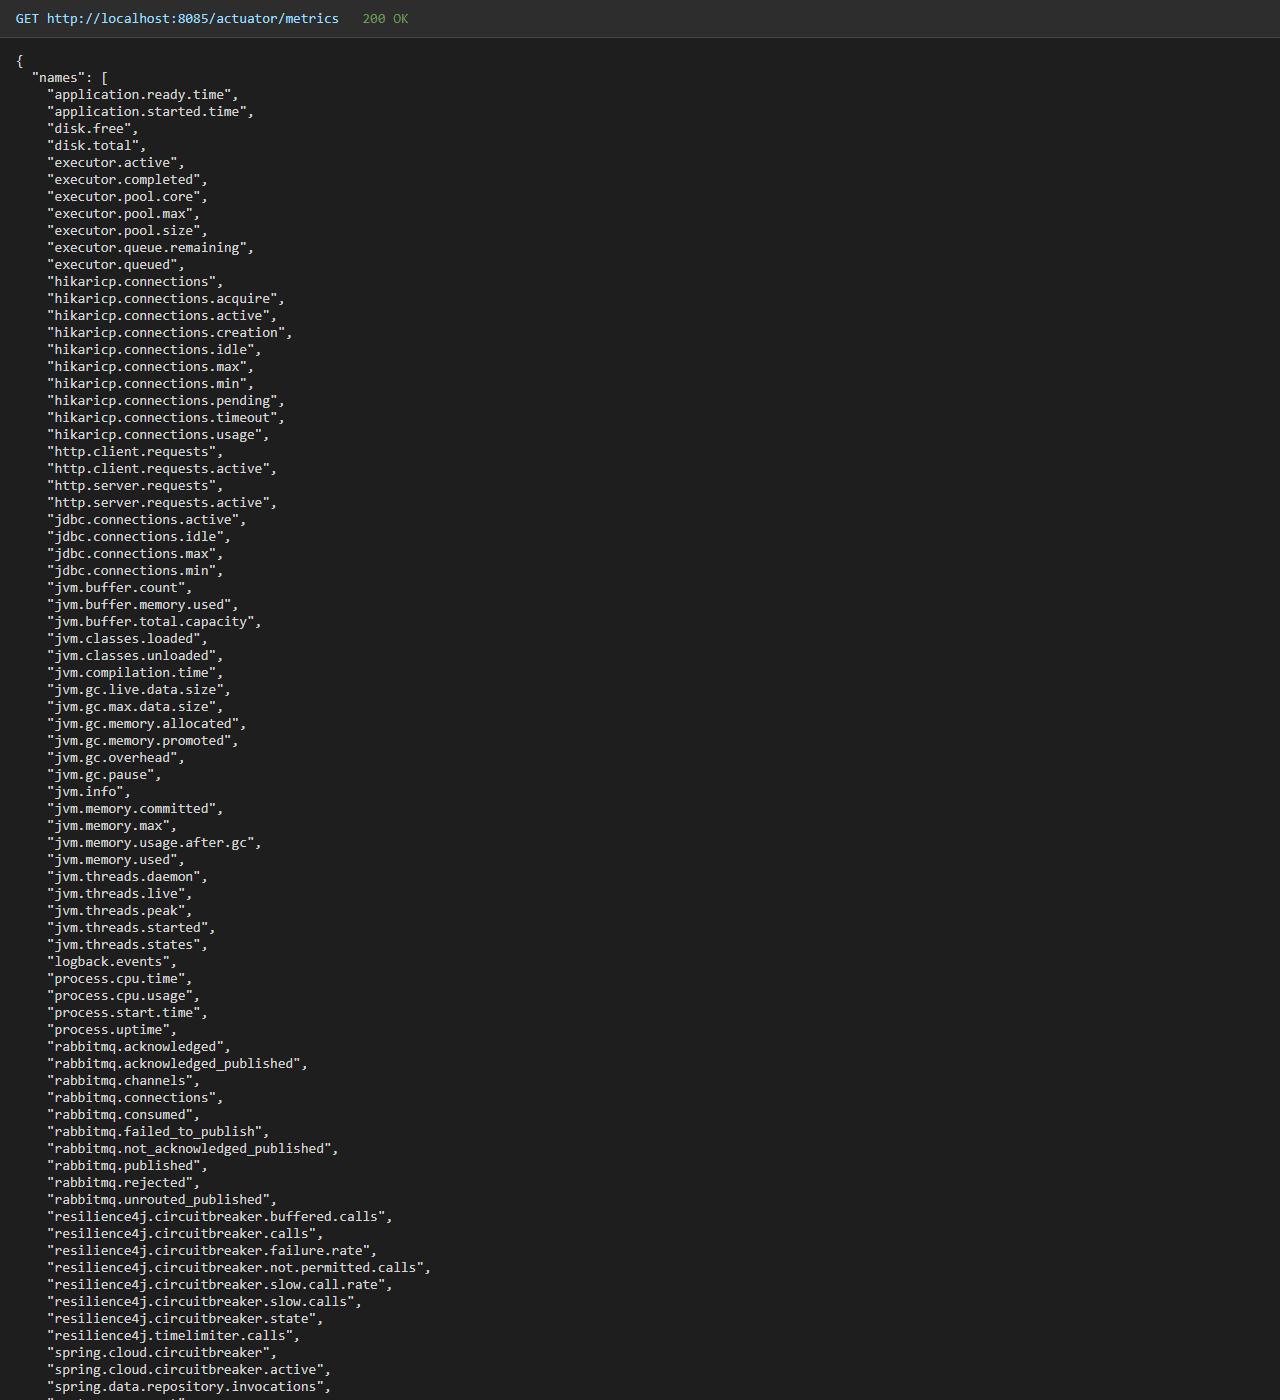 GET http://localhost:8085/actuator/metrics 200 OK
{
"names": [
"application.ready.time",
"application.started.time",
"disk.free",
"disk.total",
"executor.active",
"executor.completed",
"executor.pool.core",
"executor.pool.max",
"executor.pool.size",
"executor.queue.remaining",
"executor.queued",
"hikaricp.connections",
"hikaricp.connections.acquire",
"hikaricp.connections.active",
"hikaricp.connections.creation",
"hikaricp.connections.idle",
"hikaricp.connections.max",
"hikaricp.connections.min",
"hikaricp.connections.pending",
"hikaricp.connections.timeout",
"hikaricp.connections.usage",
"http.client.requests",
"http.client.requests.active",
"http.server.requests",
"http.server.requests.active",
"jdbc.connections.active",
"jdbc.connections.idle",
"jdbc.connections.max",
"jdbc.connections.min",
"jvm.buffer.count",
"jvm.buffer.memory.used",
"jvm.buffer.total.capacity",
"jvm.classes.loaded",
"jvm.classes.unloaded",
"jvm.compilation.time",
"jvm.gc.live.data.size",
"jvm.gc.max.data.size",
"jvm.gc.memory.allocated",
"jvm.gc.memory.promoted",
"jvm.gc.overhead",
"jvm.gc.pause",
"jvm.info",
"jvm.memory.committed",
"jvm.memory.max",
"jvm.memory.usage.after.gc",
"jvm.memory.used",
"jvm.threads.daemon",
"jvm.threads.live",
"jvm.threads.peak",
"jvm.threads.started",
"jvm.threads.states",
"logback.events",
"process.cpu.time",
"process.cpu.usage",
"process.start.time",
"process.uptime",
"rabbitmq.acknowledged",
"rabbitmq.acknowledged_published",
"rabbitmq.channels",
"rabbitmq.connections",
"rabbitmq.consumed",
"rabbitmq.failed_to_publish",
"rabbitmq.not_acknowledged_published",
"rabbitmq.published",
"rabbitmq.rejected",
"rabbitmq.unrouted_published",
"resilience4j.circuitbreaker.buffered.calls",
"resilience4j.circuitbreaker.calls",
"resilience4j.circuitbreaker.failure.rate",
"resilience4j.circuitbreaker.not.permitted.calls",
"resilience4j.circuitbreaker.slow.call.rate",
"resilience4j.circuitbreaker.slow.calls",
"resilience4j.circuitbreaker.state",
"resilience4j.timelimiter.calls",
"spring.cloud.circuitbreaker",
"spring.cloud.circuitbreaker.active",
"spring.data.repository.invocations",